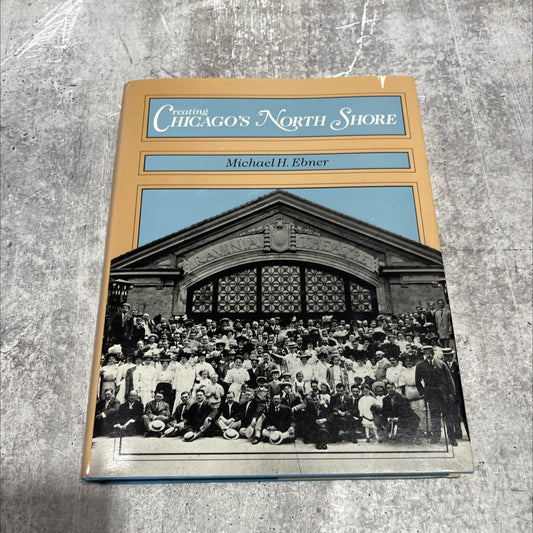 Creating
CHICAGO'S NORTH SHORE
Michael H. Ebner
RAVINIA THEATRE